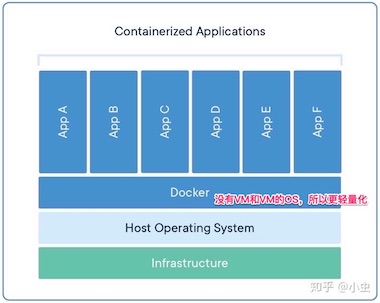 Containerized Applications
App A
App B
App C
App D
App E
App F
Docker
没有VM和VM的OS，所以更轻量化
Host Operating System
Infrastructure
知乎 @小虫